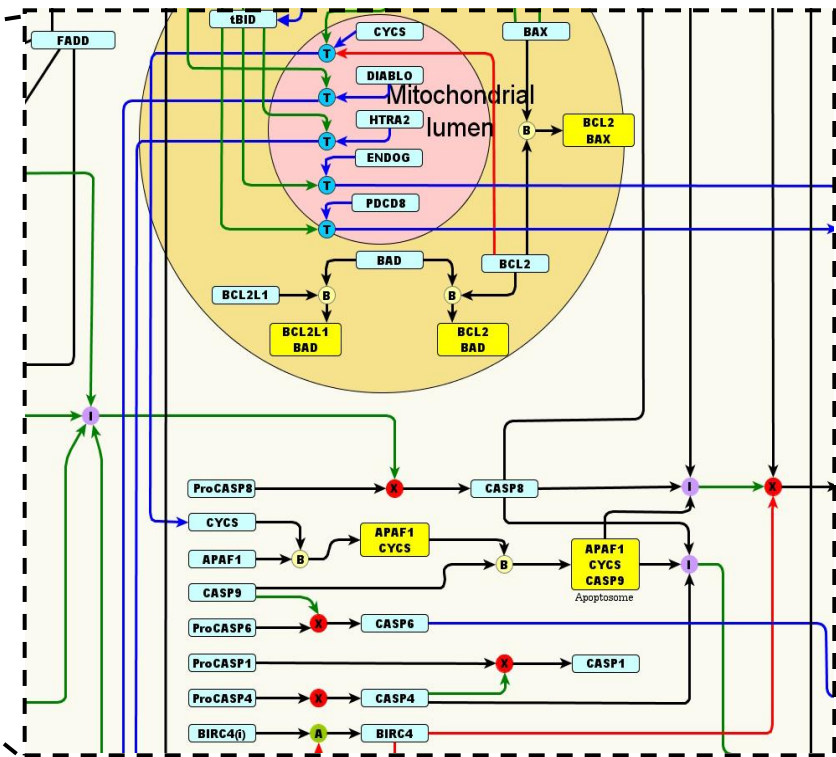 tBID
CYCS
BAX
FADD
T
DIABLO
T
Mitochondrial
lumen
HTRA2
B
BCL2
BAX
T
ENDOG
T
PDCD8
T
BAD
BCL2
BCL2L1
B
B
BCL2L1
BAD
BCL2
BAD
I
ProCASP8
X
CASP8
I
X
CYCS
APAF1
CYCS
APAF1
B
B
APAF1
CYCS
CASP9
I
Apoptosome
CASP9
ProCASP6
X
CASP6
ProCASP1
X
CASP1
ProCASP4
X
CASP4
BIRC4(i)
A
BIRC4